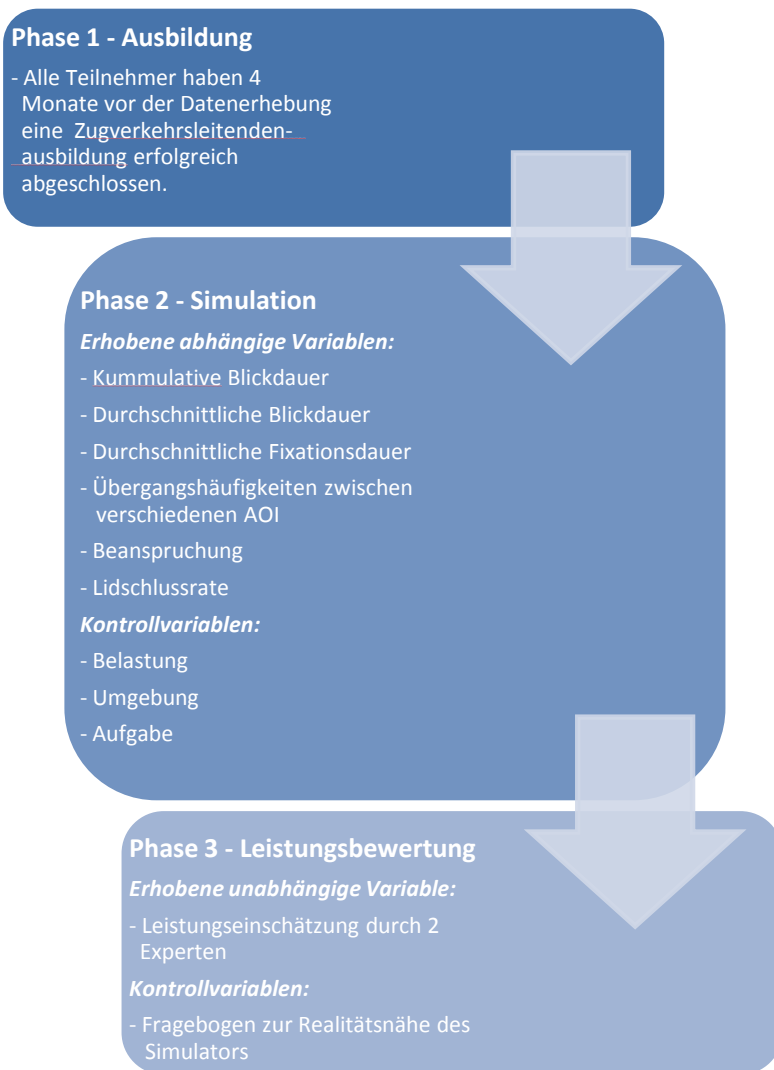 Phase 1 - Ausbildung
- Alle Teilnehmer haben 4
Monate vor der Datenerhebung
eine Zugverkehrsleitenden-
ausbildung erfolgreich
abgeschlossen.
Phase 2 - Simulation
Erhobene abhängige Variablen:
- Kummulative Blickdauer
- Durchschnittliche Blickdauer
- Durchschnittliche Fixationsdauer
- Übergangshäufigkeiten zwischen
verschiedenen AOI
- Beanspruchung
- Lidschlussrate
Kontrollvariablen:
- Belastung
- Umgebung
- Aufgabe
Phase 3 - Leistungsbewertung
Erhobene unabhängige Variable:
- Leistungseinschätzung durch 2
Experten
Kontrollvariablen:
- Fragebogen zur Realitätsnähe des
Simulators